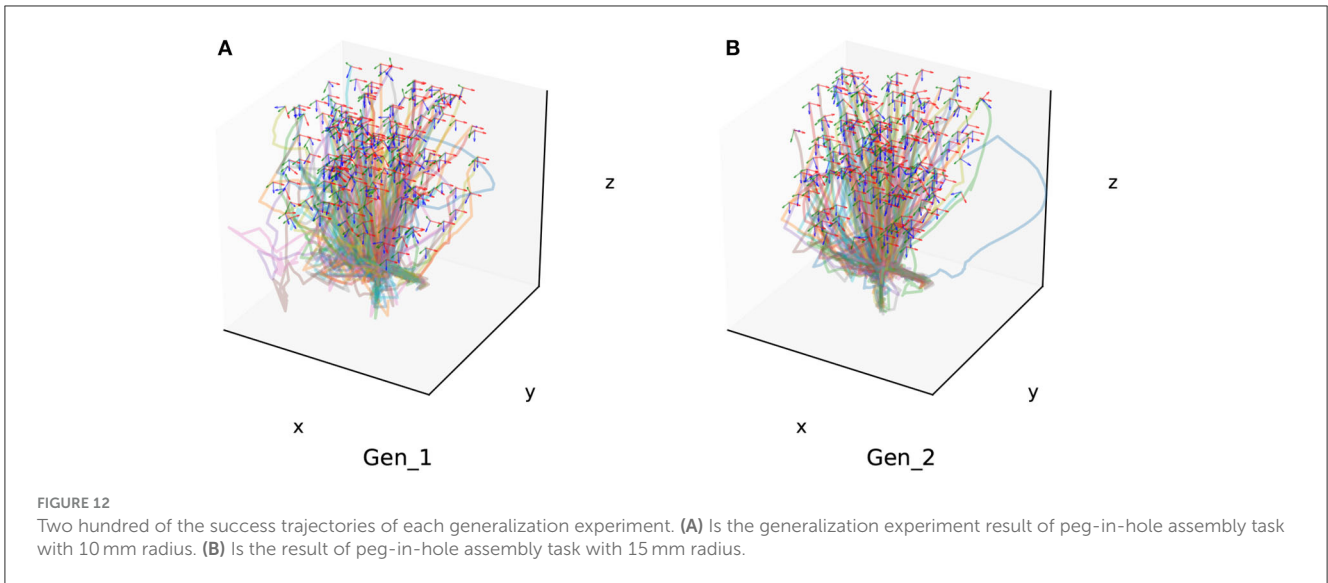 A
B
z
z
y
y
x
x
Gen_1
Gen_2
FIGURE 12
Two hundred of the success trajectories of each generalization experiment. (A) Is the generalization experiment result of peg-in-hole assembly task
with 10 mm radius. (B) Is the result of peg-in-hole assembly task with 15 mm radius.